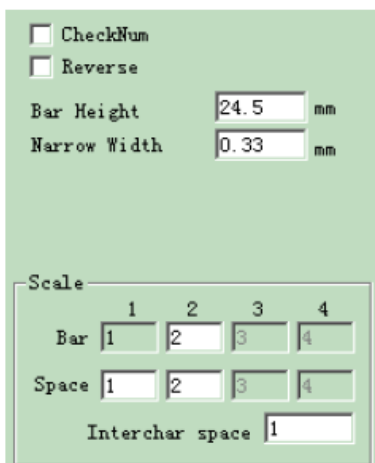 CheckNum
Reverse
Bar Height 24.5 mm
Narrow Width 0.33 mm
Scale
1 2 3 4
Bar 1 2 3 4
Space 1 2 3 4
Interchar space 1